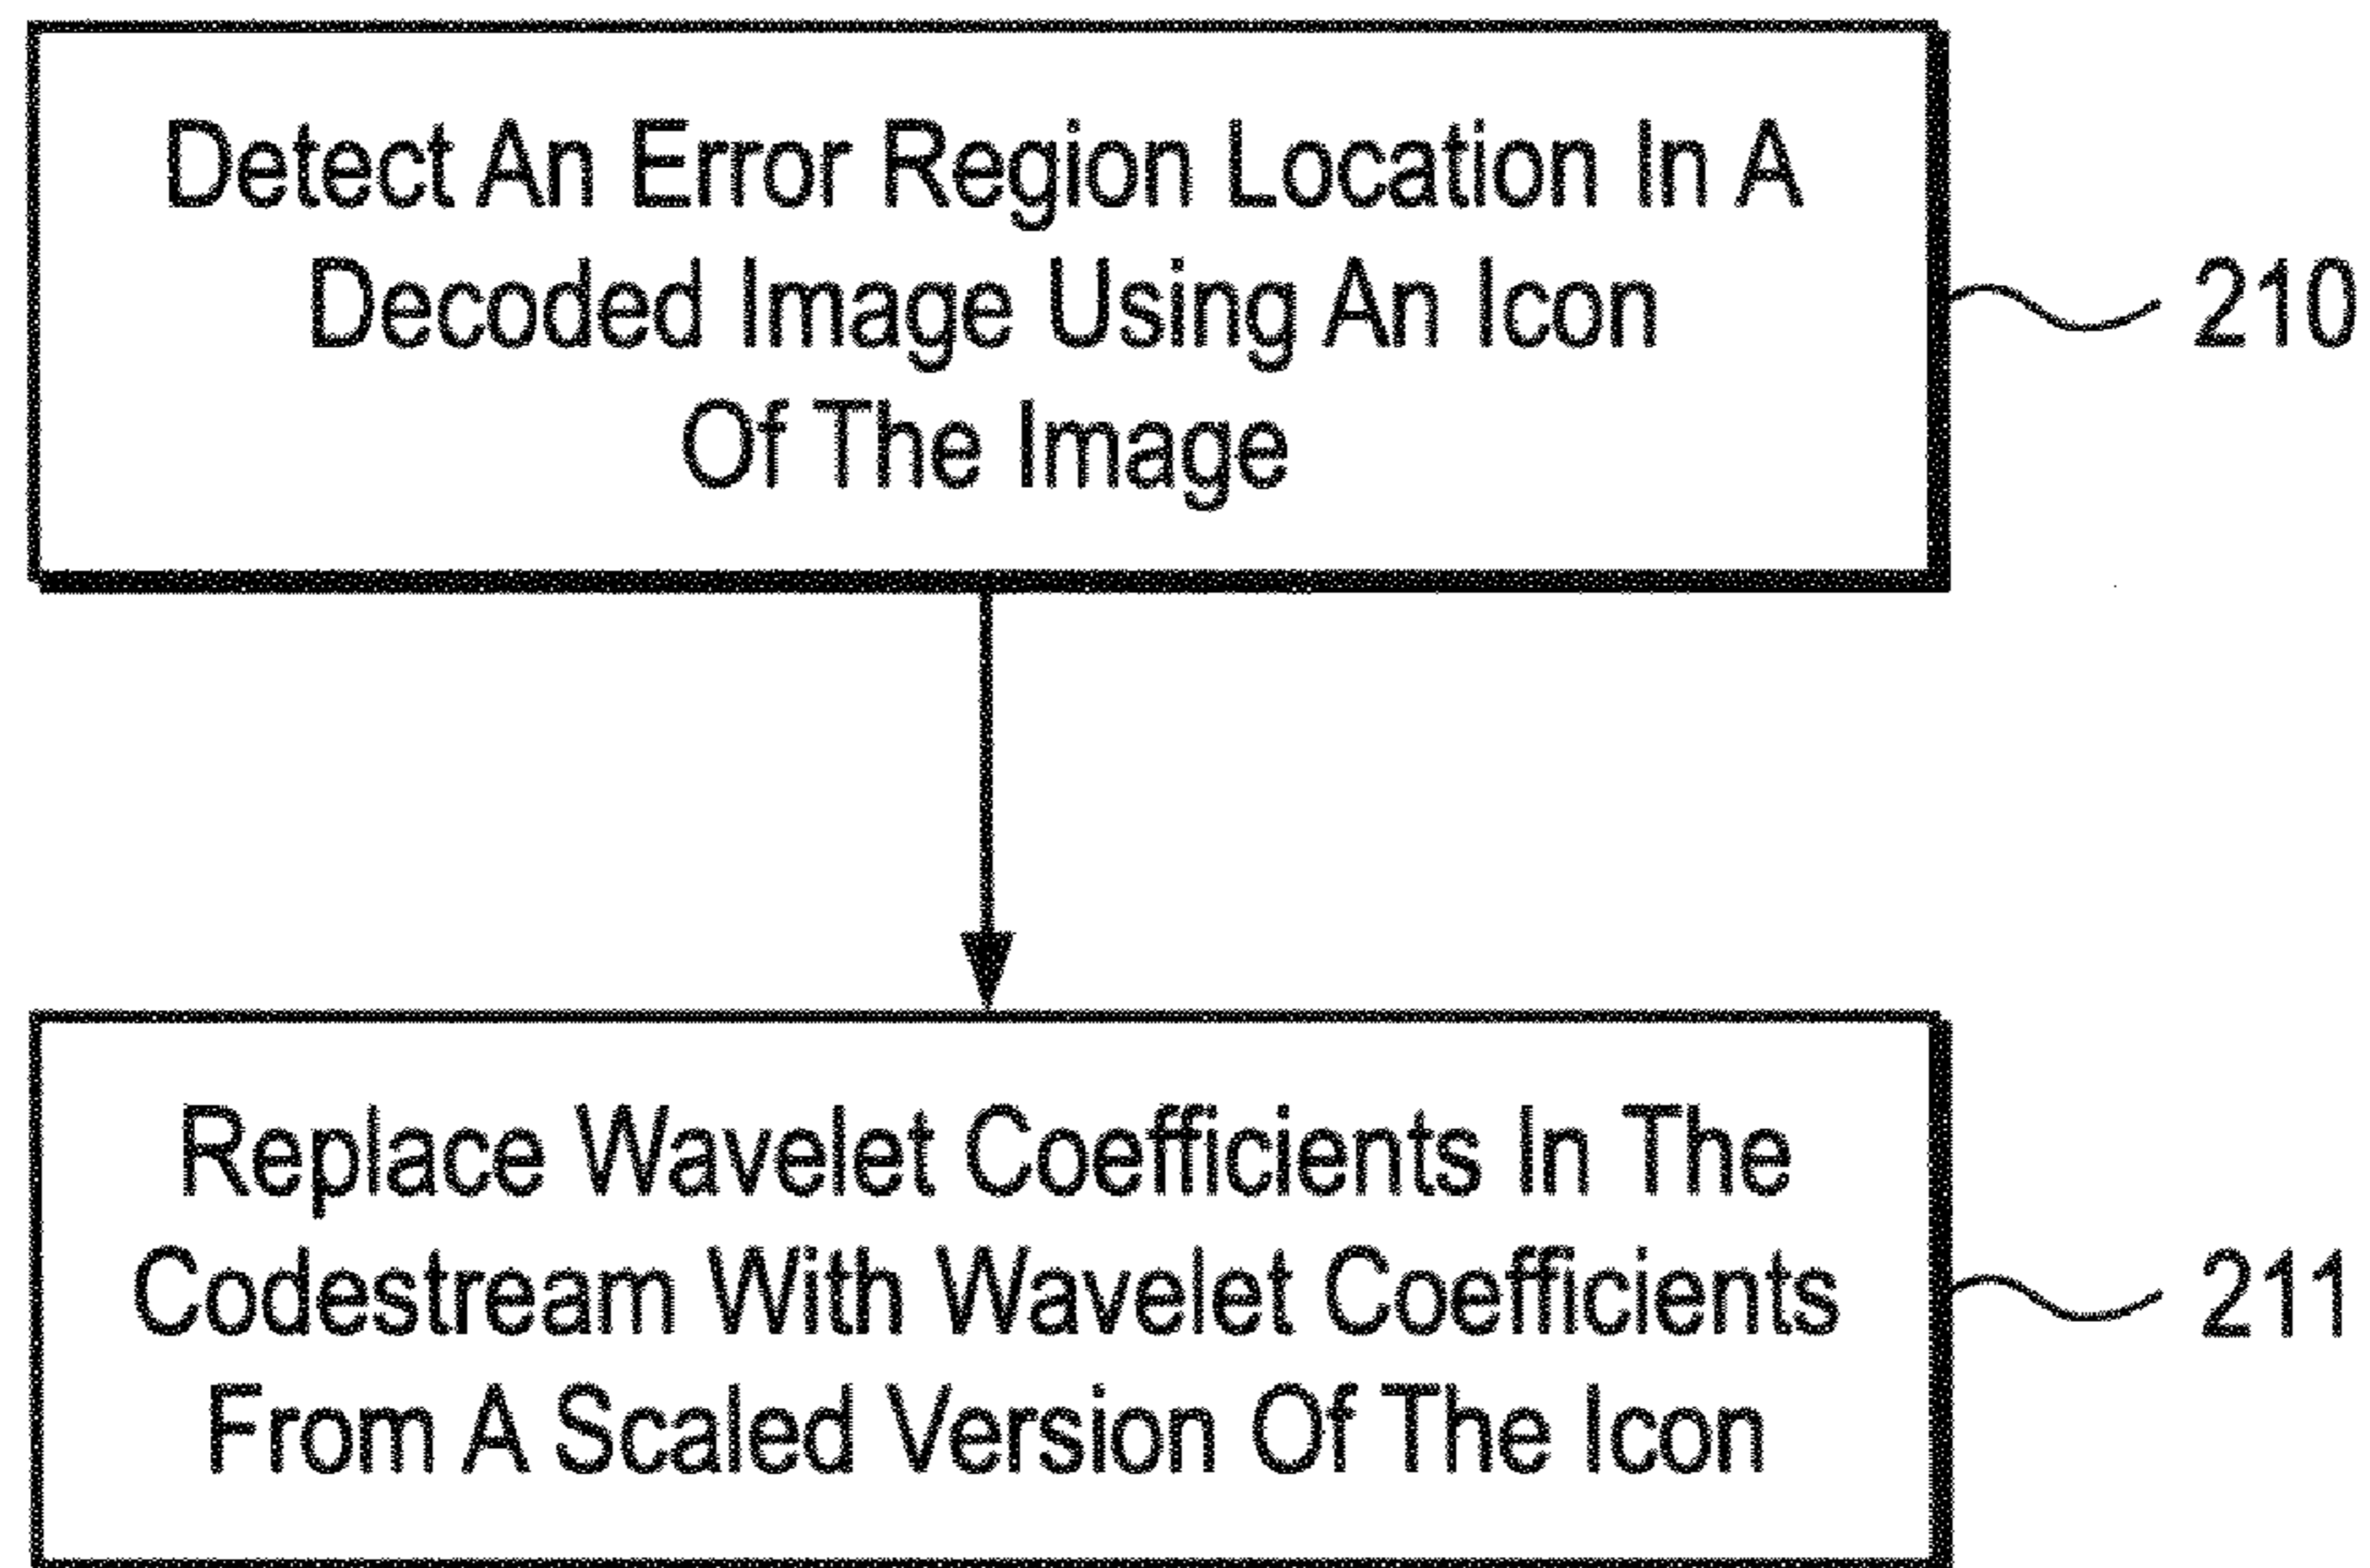 Detect An Error Region Location In A
Decoded Image Using An Icon
Of The Image
210
Replace Wavelet Coefficients In The
Codestream With Wavelet Coefficients
From A Scaled Version Of The Icon
211